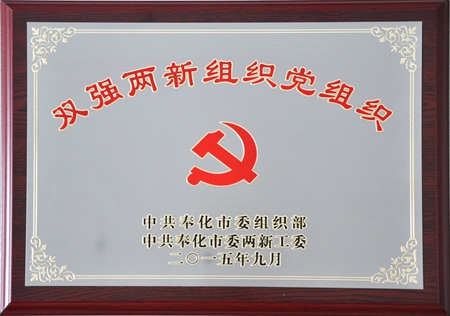 双强两新组织党组织
中共奉化市委组织部
中共奉化市委两新工委
二〇一五年九月